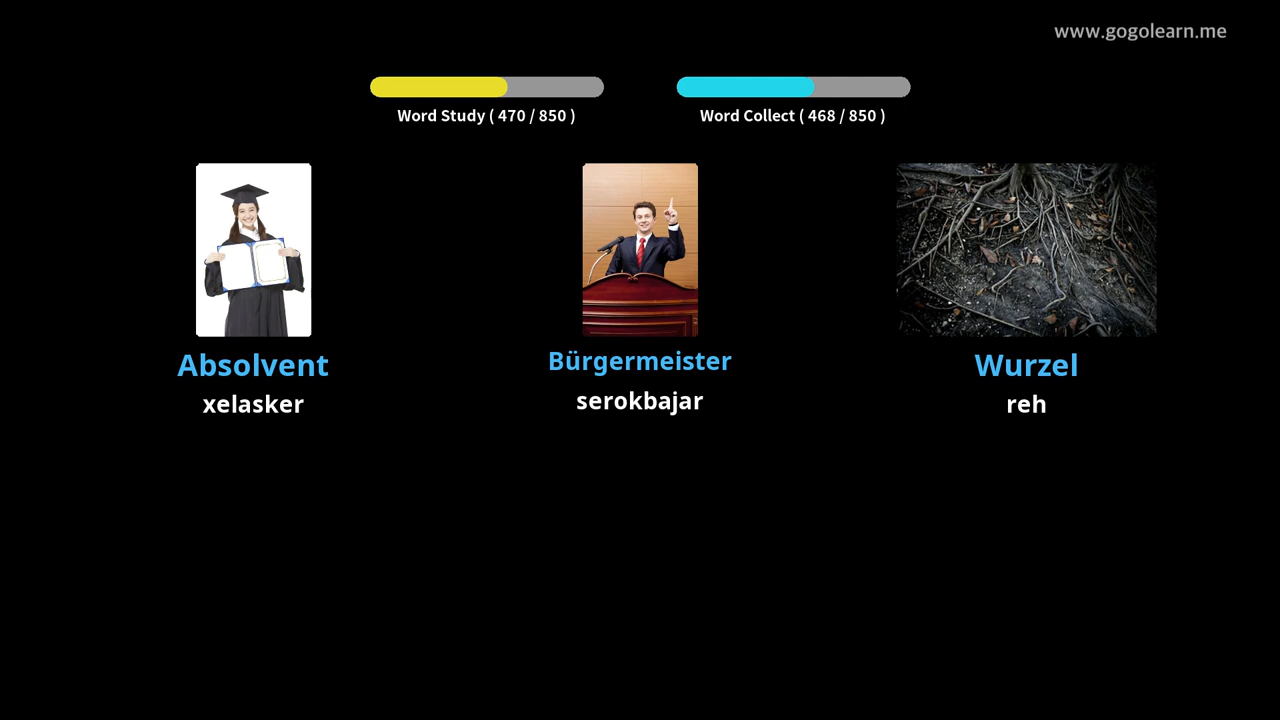 www.gogolearn.me
Word Study ( 470 / 850 )
Word Collect ( 468 / 850 )
Absolvent
xelasker
Bürgermeister
serokbajar
Wurzel
reh